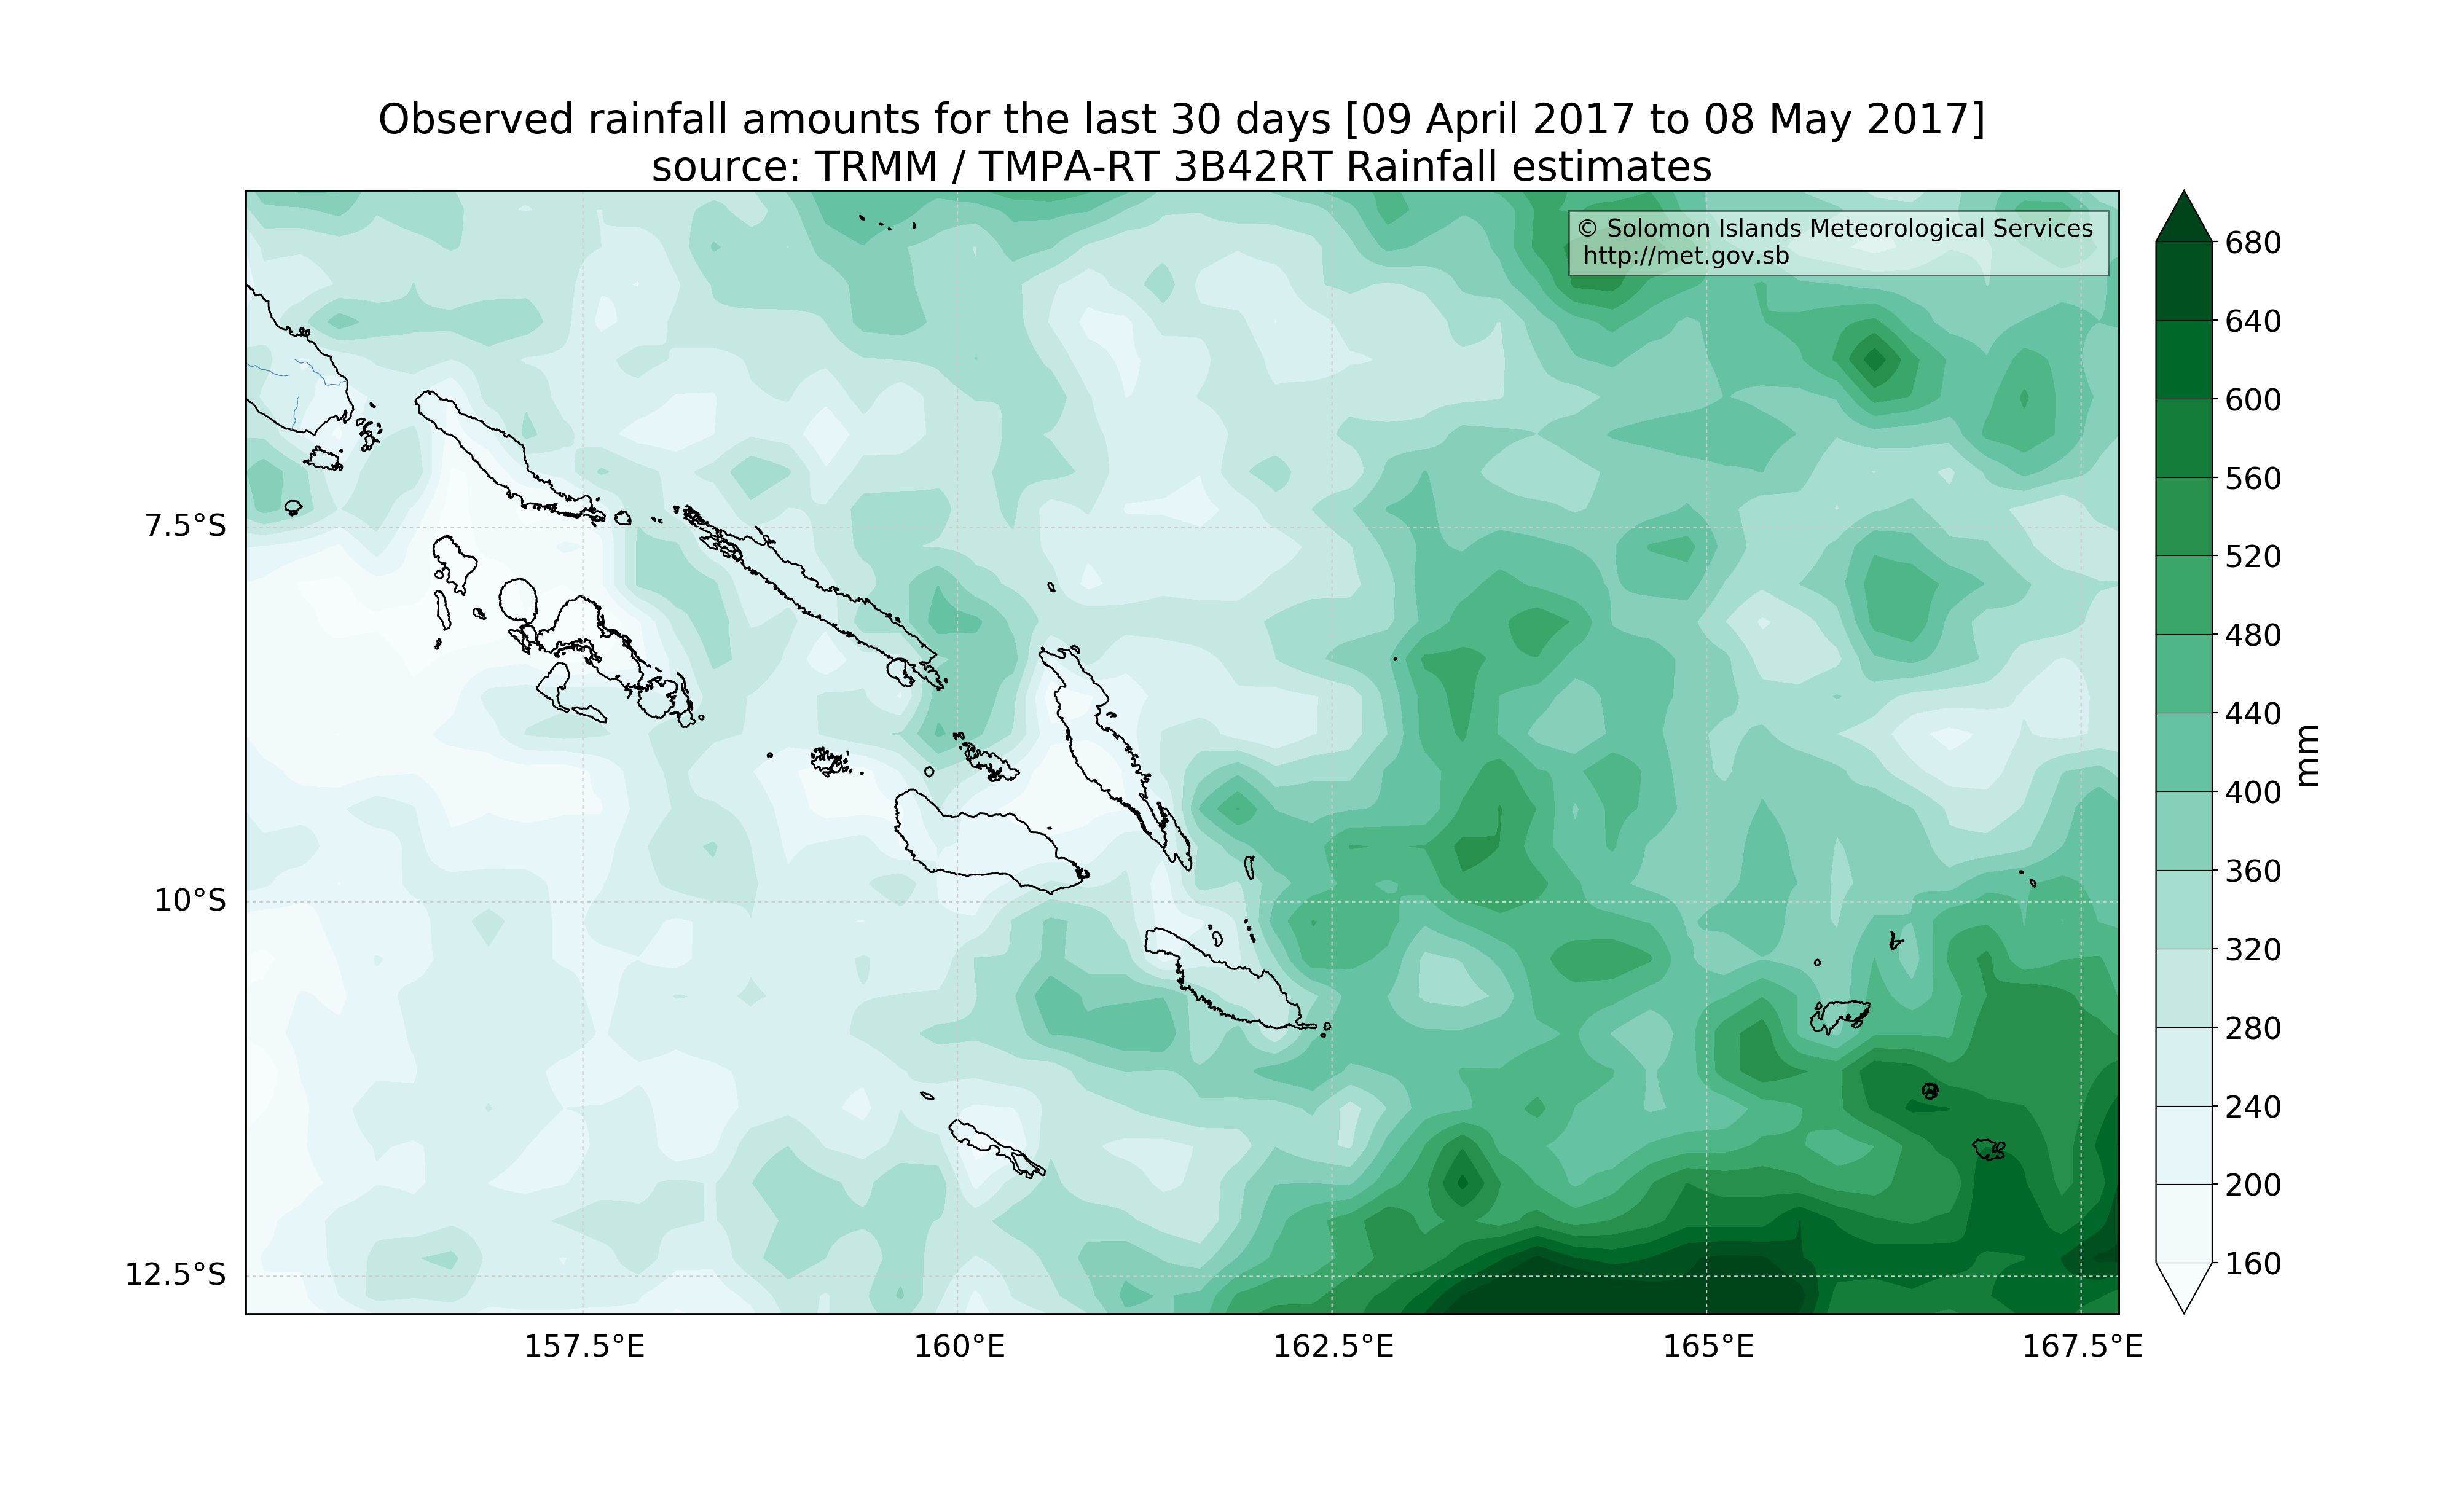 Observed rainfall amounts for the last 30 days [09 April 2017 to 08 May 2017]
source: TRMM / TMPA-RT 3B42RT Rainfall estimates
© Solomon Islands Meteorological Services
http://met.gov.sb
7.5°S
10°S
12.5°S
157.5°E
160°E
162.5°E
165°E
167.5°E
680
640
600
560
520
480
440
400
360
320
280
240
200
160
mm